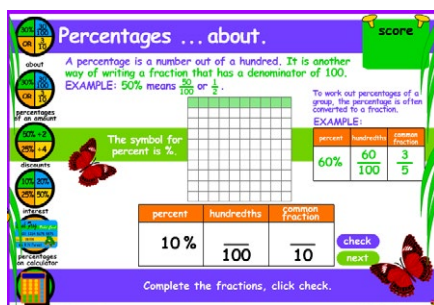 Percentages ... about.
score
about
percentages
of an amount
discounts
interest
percentages
on calculator
A percentage is a number out of a hundred. It is another
way of writing a fraction that has a denominator of 100.
EXAMPLE: 50% means 50/100 or 1/2 .
The symbol for
percent is %.
To work out percentages of a
group, the percentage is often
converted to a fraction.
EXAMPLE:
percent hundredths common fraction
60% 60/100 3/5
percent hundredths common fraction
10% __/100 __/10
check
next
Complete the fractions, click check.